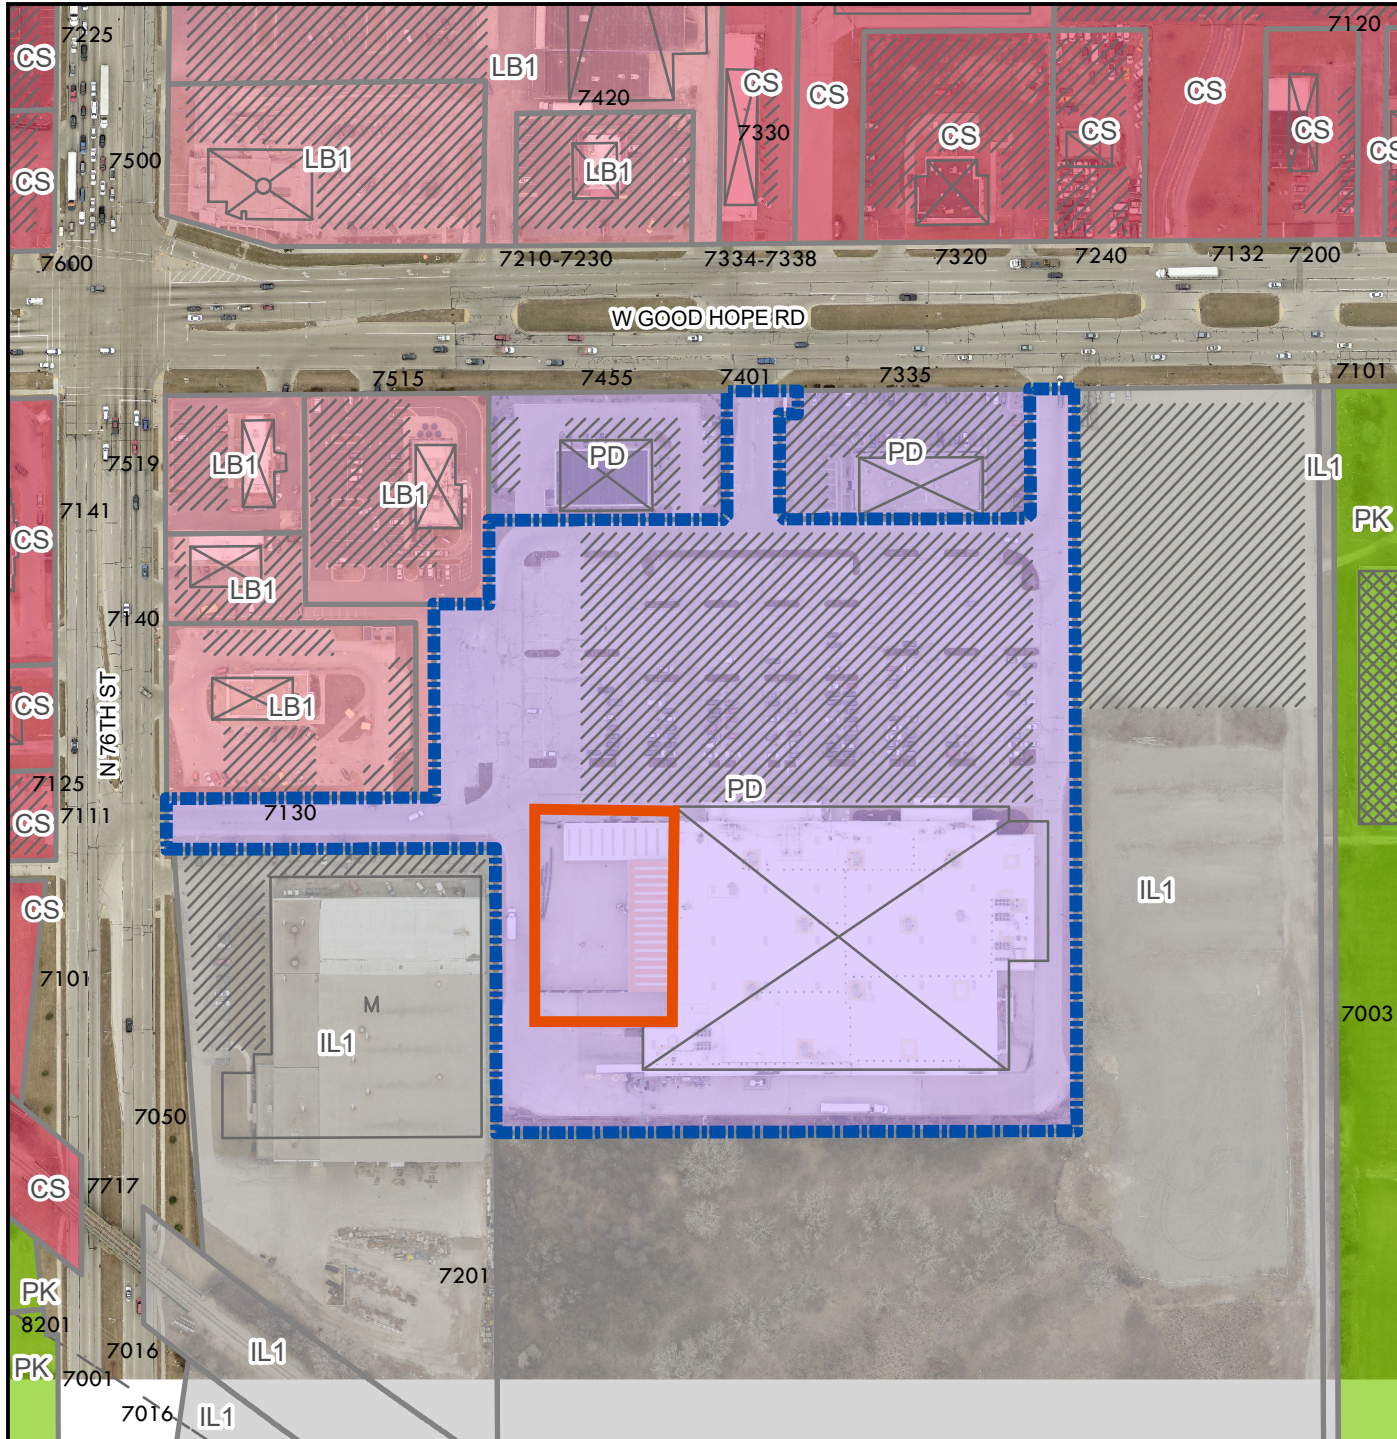 7225
7120
CS
LB1
CS
CS
CS
7420
7330
CS
CS
CS
CS
7500
LB1
LB1
CS
7600
7210-7230
7334-7338
7320
7240
7132
7200
W GOOD HOPE RD
7515
7455
7401
7335
7101
PD
PD
7519
LB1
IL1
LB1
7141
PK
CS
LB1
7140
N 76TH ST
CS
LB1
7125
PD
7111
7130
CS
IL1
CS
7101
M
7003
IL1
7050
CS
7717
7201
PK
8201
7016
IL1
PK
7001
7016
IL1